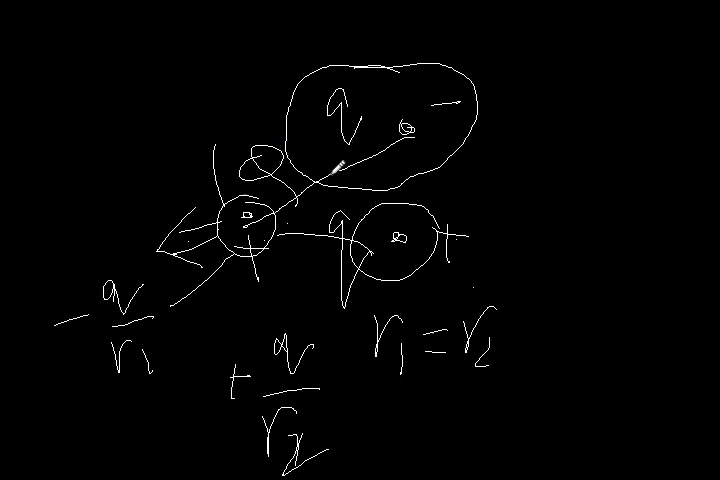 q −
q +
− q/r₁
+ q/r₂
r₁ = r₂